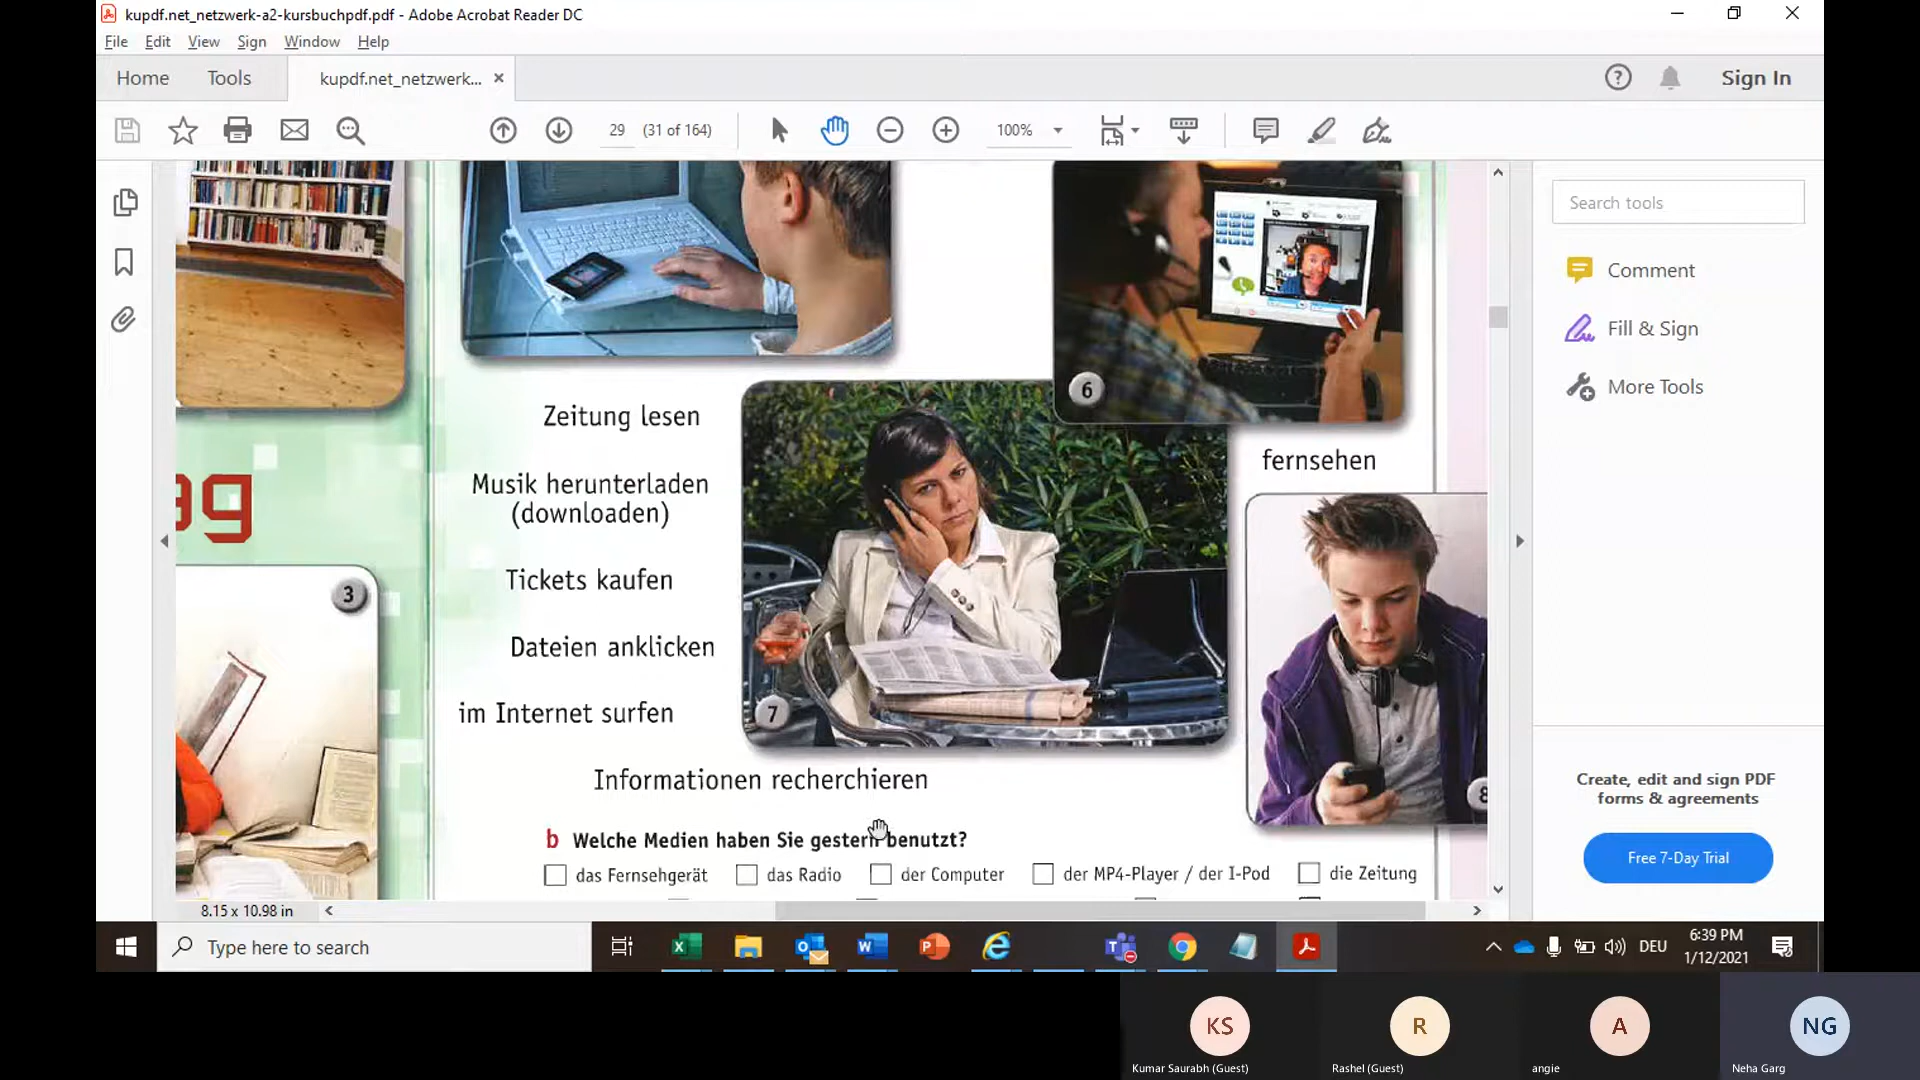 kupdf.net_netzwerk-a2-kursbuchpdf.pdf - Adobe Acrobat Reader DC
File Edit View Sign Window Help
Home Tools kupdf.net_netzwerk... × Sign In
29 (31 of 164) 100%
Search tools
Comment
Fill & Sign
More Tools
6
Zeitung lesen
fernsehen
Musik herunterladen
(downloaden)
ag
Tickets kaufen
3
Dateien anklicken
im Internet surfen
7
Informationen recherchieren
8
Create, edit and sign PDF
forms & agreements
Free 7-Day Trial
b Welche Medien haben Sie gestern benutzt?
das Fernsehgerät das Radio der Computer der MP4-Player / der I-Pod die Zeitung
8.15 x 10.98 in
Type here to search
DEU
6:39 PM
1/12/2021
KS R A NG
Kumar Saurabh (Guest) Rashel (Guest) angie Neha Garg